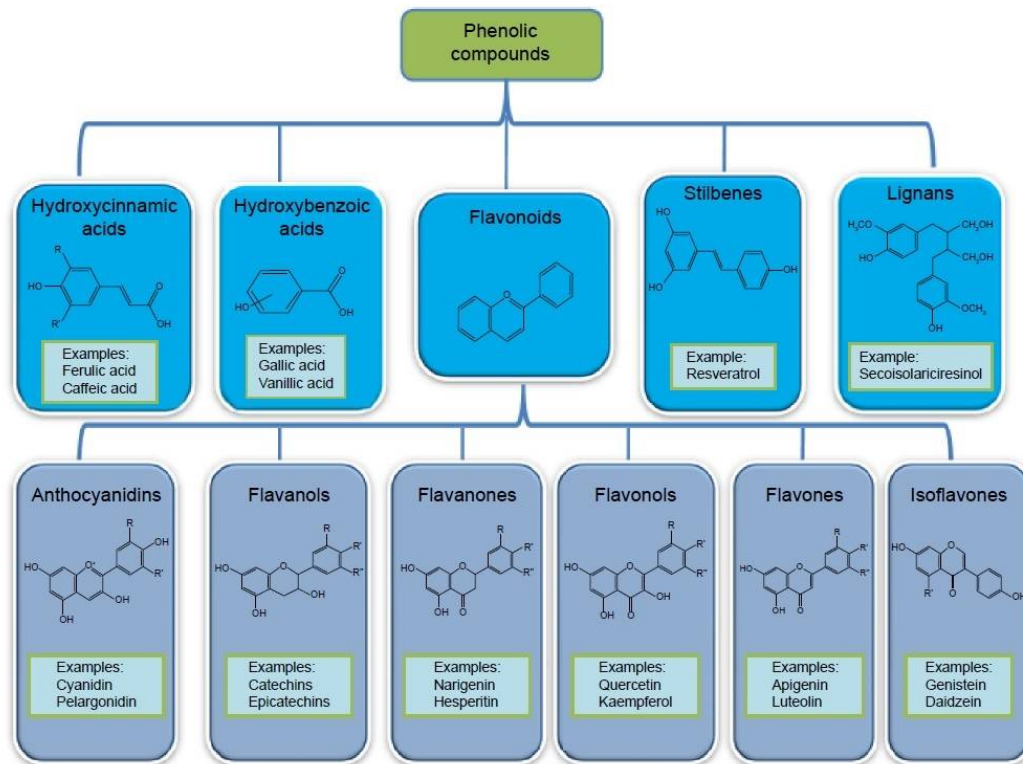 Phenolic
compounds
Hydroxycinnamic
acids
R
HO
R'
O
OH
Examples:
Ferulic acid
Caffeic acid
Hydroxybenzoic
acids
HO
O
OH
Examples:
Gallic acid
Vanillic acid
Flavonoids
O
Stilbenes
HO
HO
OH
Example:
Resveratrol
Lignans
H₃CO
HO
CH₂OH
CH₂OH
OCH₃
OH
Example:
Secoisolariciresinol
Anthocyanidins
R
OH
HO
O⁺
R'
OH
OH
Examples:
Cyanidin
Pelargonidin
Flavanols
R
R'
HO
O
R"
OH
OH
Examples:
Catechins
Epicatechins
Flavanones
R
R'
HO
O
R"
OH
O
Examples:
Narigenin
Hesperitin
Flavonols
R
R'
HO
O
R"
OH
OH
O
Examples:
Quercetin
Kaempferol
Flavones
R
R'
HO
O
R"
OH
O
Examples:
Apigenin
Luteolin
Isoflavones
HO
O
R'
O
OH
Examples:
Genistein
Daidzein